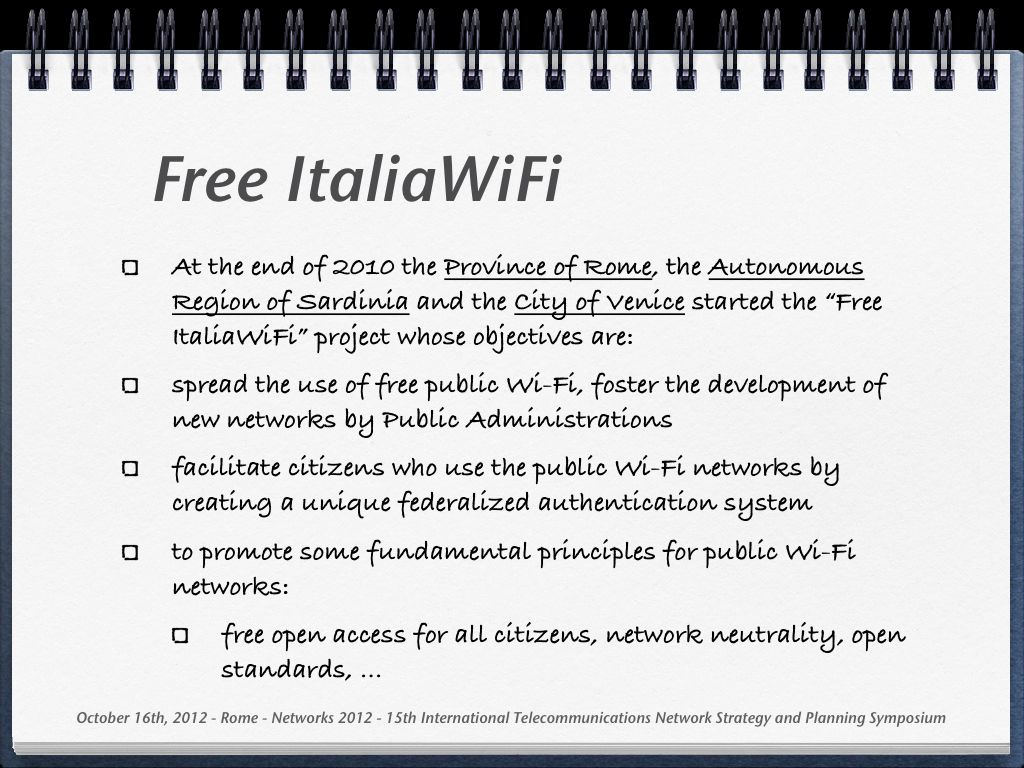 Free ItaliaWiFi
At the end of 2010 the Province of Rome, the Autonomous
Region of Sardinia and the City of Venice started the “Free
ItaliaWiFi” project whose objectives are:
spread the use of free public Wi-Fi, foster the development of
new networks by Public Administrations
facilitate citizens who use the public Wi-Fi networks by
creating a unique federalized authentication system
to promote some fundamental principles for public Wi-Fi
networks:
free open access for all citizens, network neutrality, open
standards, ...
October 16th, 2012 - Rome - Networks 2012 - 15th International Telecommunications Network Strategy and Planning Symposium